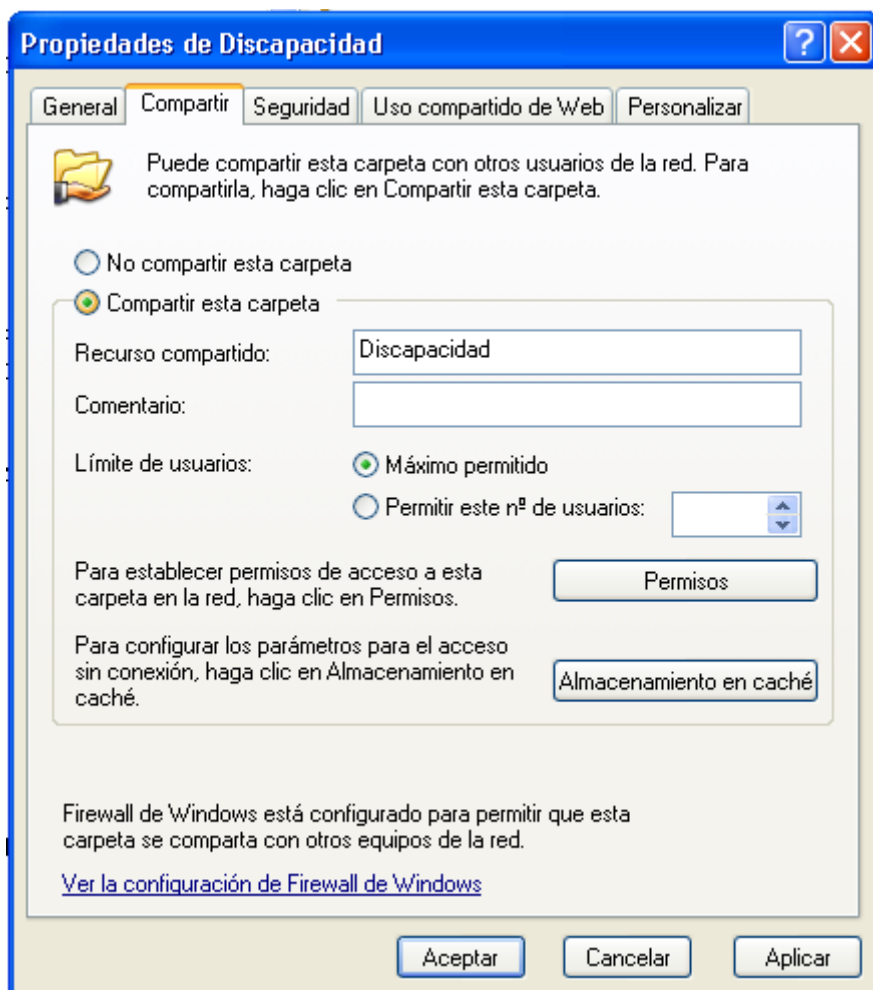 Propiedades de Discapacidad
General Compartir Seguridad Uso compartido de Web Personalizar
Puede compartir esta carpeta con otros usuarios de la red. Para
compartirla, haga clic en Compartir esta carpeta.
No compartir esta carpeta
Compartir esta carpeta
Recurso compartido: Discapacidad
Comentario:
Límite de usuarios: Máximo permitido
Permitir este nº de usuarios:
Para establecer permisos de acceso a esta
carpeta en la red, haga clic en Permisos.
Permisos
Para configurar los parámetros para el acceso
sin conexión, haga clic en Almacenamiento en
caché.
Almacenamiento en caché
Firewall de Windows está configurado para permitir que esta
carpeta se comparta con otros equipos de la red.
Ver la configuración de Firewall de Windows
Aceptar Cancelar Aplicar